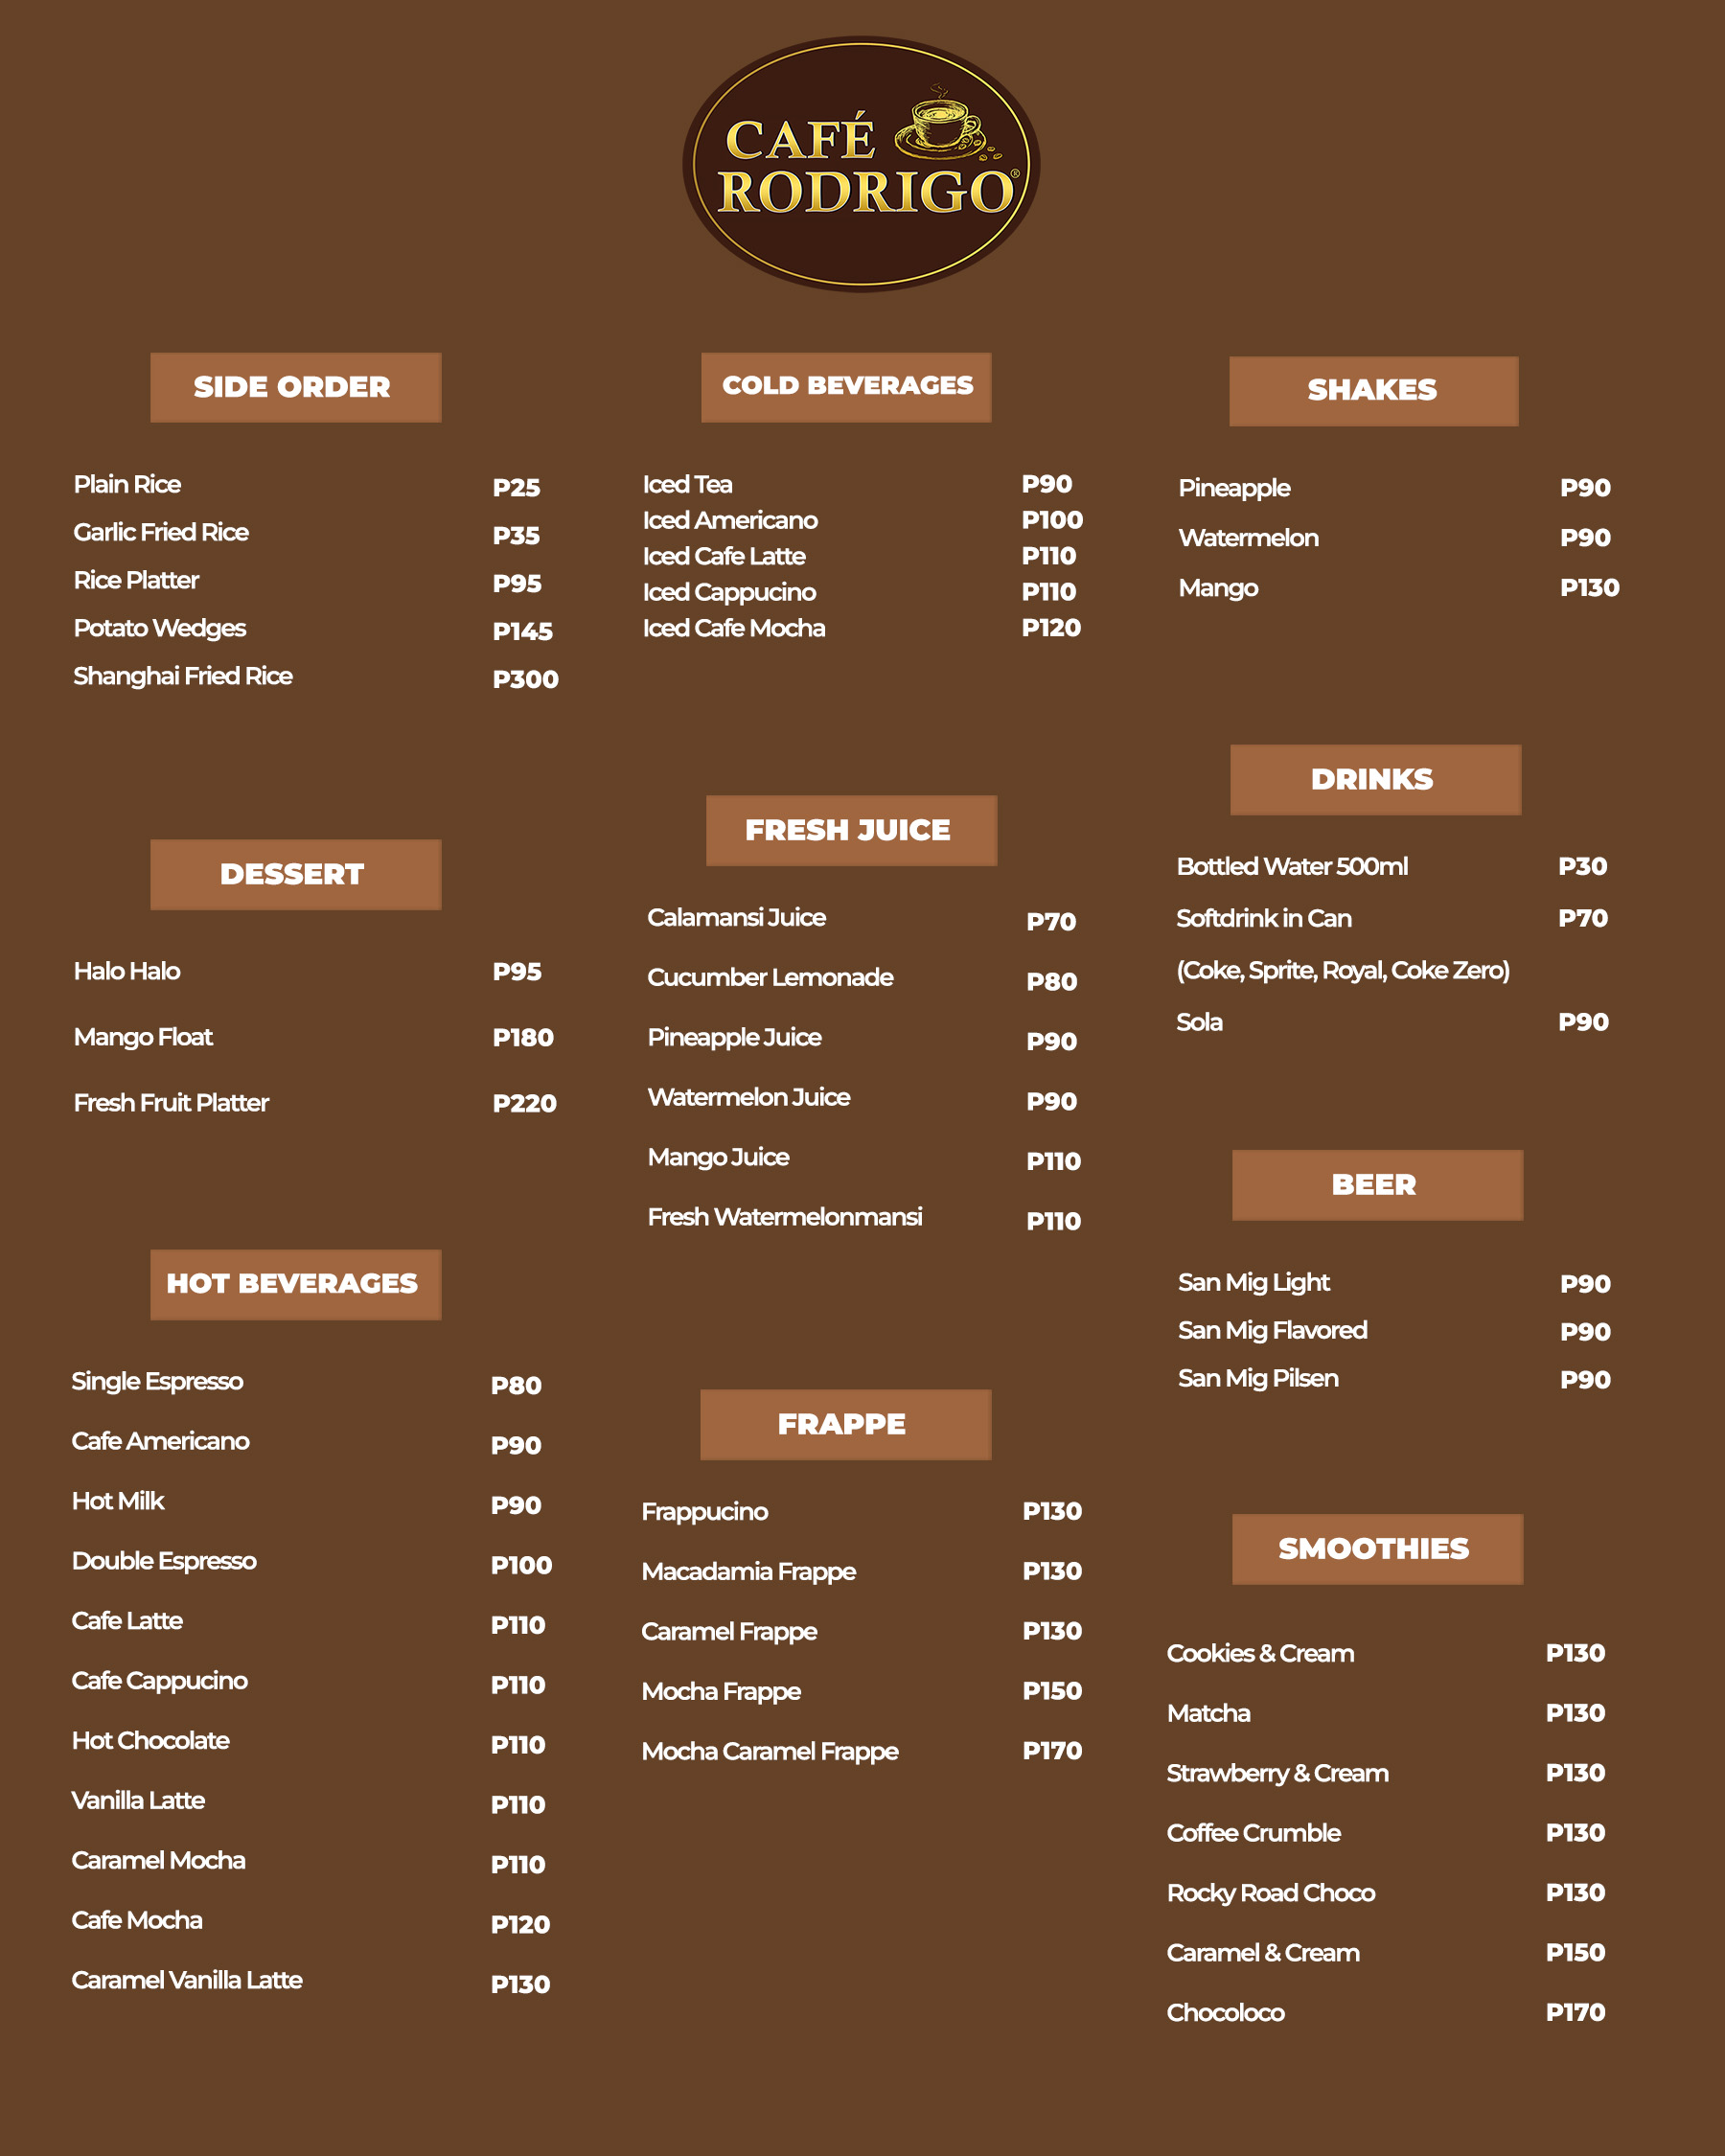 CAFÉ
RODRIGO®
SIDE ORDER
Plain Rice P25
Garlic Fried Rice P35
Rice Platter P95
Potato Wedges P145
Shanghai Fried Rice P300
DESSERT
Halo Halo P95
Mango Float P180
Fresh Fruit Platter P220
HOT BEVERAGES
Single Espresso P80
Cafe Americano P90
Hot Milk P90
Double Espresso P100
Cafe Latte P110
Cafe Cappucino P110
Hot Chocolate P110
Vanilla Latte P110
Caramel Mocha P110
Cafe Mocha P120
Caramel Vanilla Latte P130
COLD BEVERAGES
Iced Tea P90
Iced Americano P100
Iced Cafe Latte P110
Iced Cappucino P110
Iced Cafe Mocha P120
FRESH JUICE
Calamansi Juice P70
Cucumber Lemonade P80
Pineapple Juice P90
Watermelon Juice P90
Mango Juice P110
Fresh Watermelonmansi P110
FRAPPE
Frappucino P130
Macadamia Frappe P130
Caramel Frappe P130
Mocha Frappe P150
Mocha Caramel Frappe P170
SHAKES
Pineapple P90
Watermelon P90
Mango P130
DRINKS
Bottled Water 500ml P30
Softdrink in Can P70
(Coke, Sprite, Royal, Coke Zero)
Sola P90
BEER
San Mig Light P90
San Mig Flavored P90
San Mig Pilsen P90
SMOOTHIES
Cookies & Cream P130
Matcha P130
Strawberry & Cream P130
Coffee Crumble P130
Rocky Road Choco P130
Caramel & Cream P150
Chocoloco P170